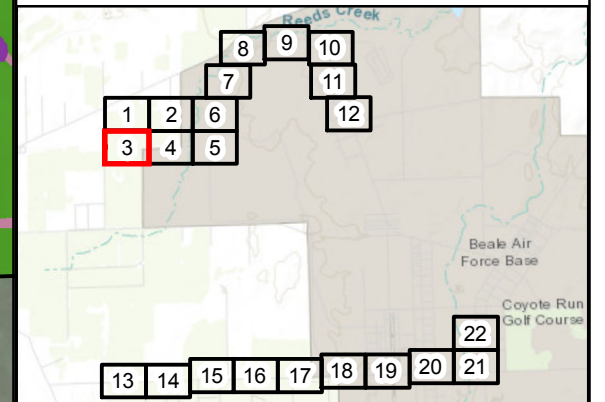 Reeds Creek
8 9 10
7 11
1 2 6 12
3 4 5
Beale Air
Force Base
Coyote Run
Golf Course
22
13 14 15 16 17 18 19 20 21